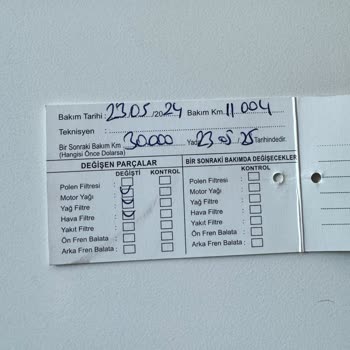 Bakım Tarihi : 23.05 /2024 Bakım Km. 11 004
Teknisyen :
Bir Sonraki Bakım Km 30.000 Yada 23 05 25 Tarihindedir.
(Hangisi Önce Dolarsa)
DEĞİŞEN PARÇALAR
DEĞİŞTİ KONTROL
Polen Filtresi :
Motor Yağı :
Yağ Filtre :
Hava Filtre :
Yakıt Filtre :
Ön Fren Balata :
Arka Fren Balata :
BİR SONRAKİ BAKIMDA DEĞİŞECEKLER
KONTROL
Polen Filtresi :
Motor Yağı :
Yağ Filtre :
Hava Filtre :
Yakıt Filtre :
Ön Fren Balata :
Arka Fren Balata :